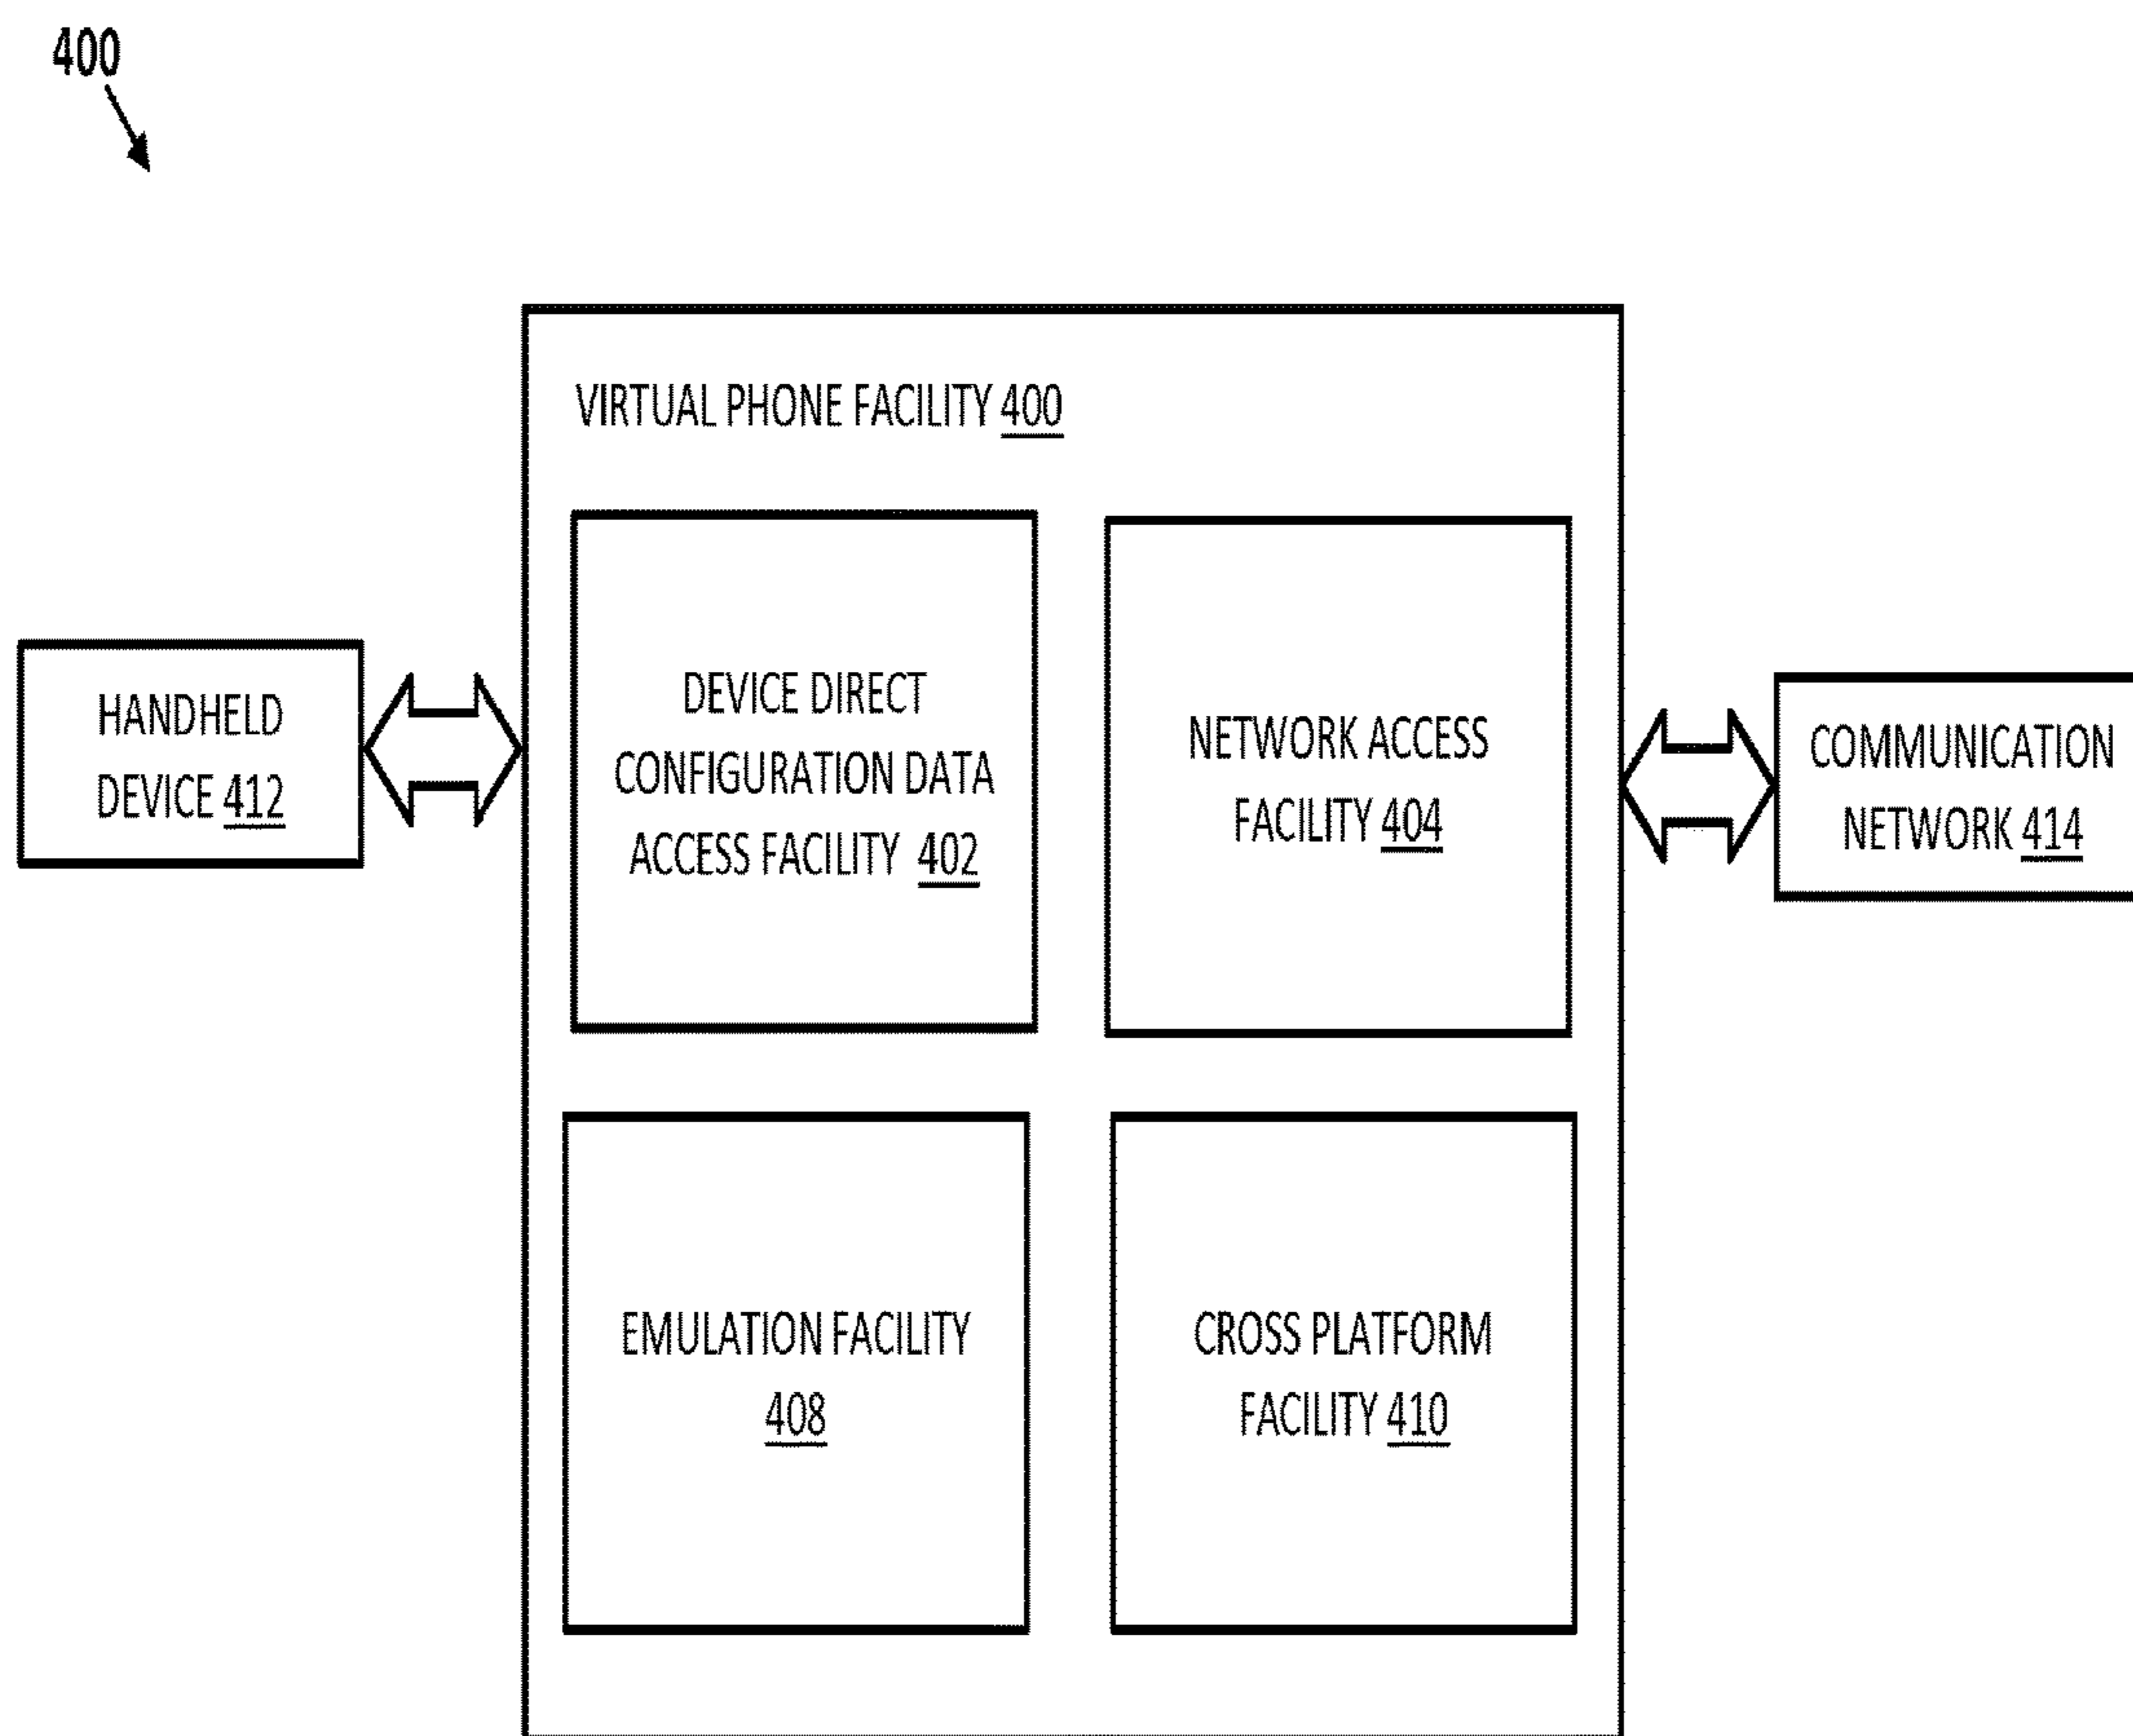 400
VIRTUAL PHONE FACILITY 400
HANDHELD
DEVICE 412
DEVICE DIRECT
CONFIGURATION DATA
ACCESS FACILITY 402
NETWORK ACCESS
FACILITY 404
COMMUNICATION
NETWORK 414
EMULATION FACILITY
408
CROSS PLATFORM
FACILITY 410